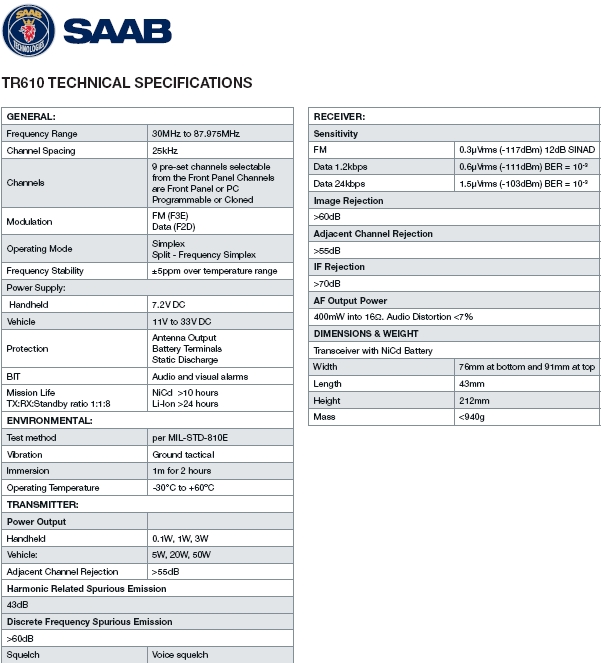 SAAB
TECHNOLOGIES
SAAB
TR610 TECHNICAL SPECIFICATIONS
GENERAL:
Frequency Range 30MHz to 87.975MHz
Channel Spacing 25kHz
Channels 9 pre-set channels selectable
from the Front Panel Channels
are Front Panel or PC
Programmable or Cloned
Modulation FM (F3E)
Data (F2D)
Operating Mode Simplex
Split - Frequency Simplex
Frequency Stability ±5ppm over temperature range
Power Supply:
Handheld 7.2V DC
Vehicle 11V to 33V DC
Protection Antenna Output
Battery Terminals
Static Discharge
BIT Audio and visual alarms
Mission Life NiCd >10 hours
TX:RX:Standby ratio 1:1:8 Li-Ion >24 hours
ENVIRONMENTAL:
Test method per MIL-STD-810E
Vibration Ground tactical
Immersion 1m for 2 hours
Operating Temperature -30°C to +60°C
TRANSMITTER:
Power Output
Handheld 0.1W, 1W, 3W
Vehicle: 5W, 20W, 50W
Adjacent Channel Rejection >55dB
Harmonic Related Spurious Emission
43dB
Discrete Frequency Spurious Emission
>60dB
Squelch Voice squelch
RECEIVER:
Sensitivity
FM 0.3µVrms (-117dBm) 12dB SINAD
Data 1.2kbps 0.6µVrms (-111dBm) BER = 10⁻³
Data 24kbps 1.5µVrms (-103dBm) BER = 10⁻³
Image Rejection
>60dB
Adjacent Channel Rejection
>55dB
IF Rejection
>70dB
AF Output Power
400mW into 16Ω. Audio Distortion <7%
DIMENSIONS & WEIGHT
Transceiver with NiCd Battery
Width 76mm at bottom and 91mm at top
Length 43mm
Height 212mm
Mass <940g